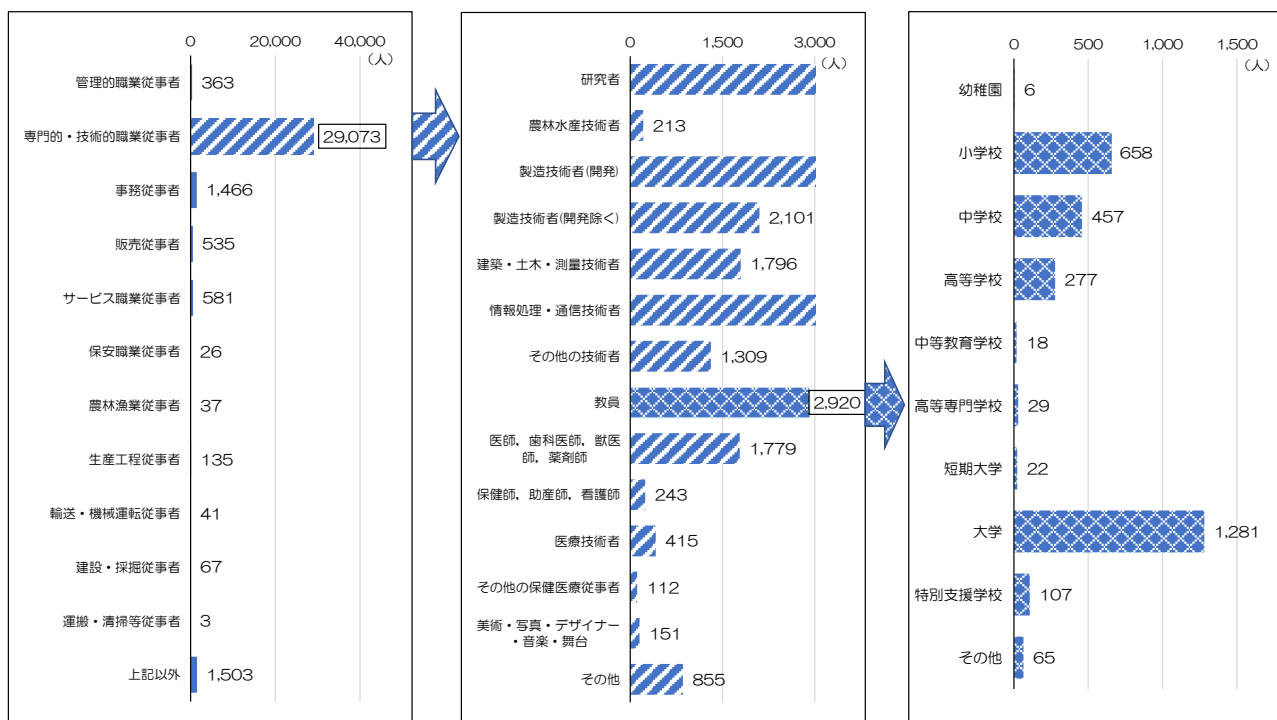 0
20,000
40,000
(人)
管理的職業従事者
363
専門的・技術的職業従事者
29,073
事務従事者
1,466
販売従事者
535
サービス職業従事者
581
保安職業従事者
26
農林漁業従事者
37
生産工程従事者
135
輸送・機械運転従事者
41
建設・採掘従事者
67
運搬・清掃等従事者
3
上記以外
1,503
0
1,500
3,000
(人)
研究者
農林水産技術者
213
製造技術者(開発)
製造技術者(開発除く)
2,101
建築・土木・測量技術者
1,796
情報処理・通信技術者
その他の技術者
1,309
教員
2,920
医師，歯科医師，獣医
師，薬剤師
1,779
保健師，助産師，看護師
243
医療技術者
415
その他の保健医療従事者
112
美術・写真・デザイナー
・音楽・舞台
151
その他
855
0
500
1,000
1,500
(人)
幼稚園
6
小学校
658
中学校
457
高等学校
277
中等教育学校
18
高等専門学校
29
短期大学
22
大学
1,281
特別支援学校
107
その他
65